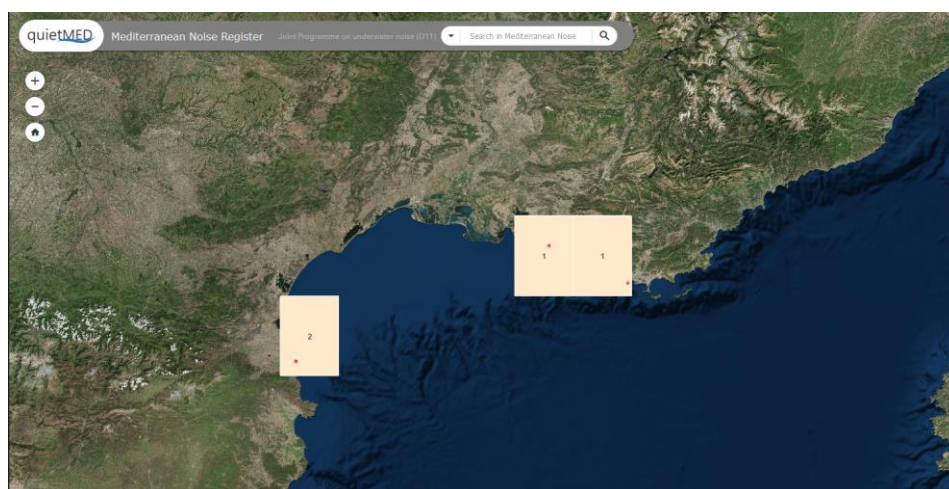 quietMED Mediterranean Noise Register Joint Programme on underwater noise (D11) Search in Mediterranean Noise
+
−
1 1
2